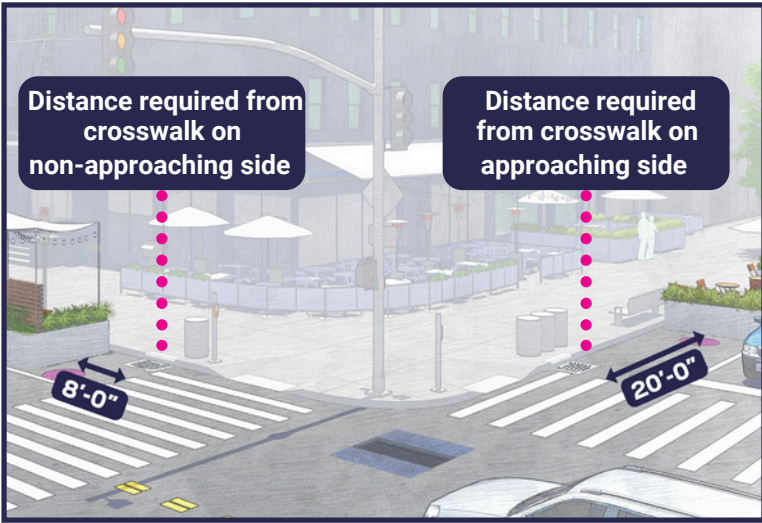 Distance required from
crosswalk on
non-approaching side
Distance required
from crosswalk on
approaching side
8'-0"
20'-0"